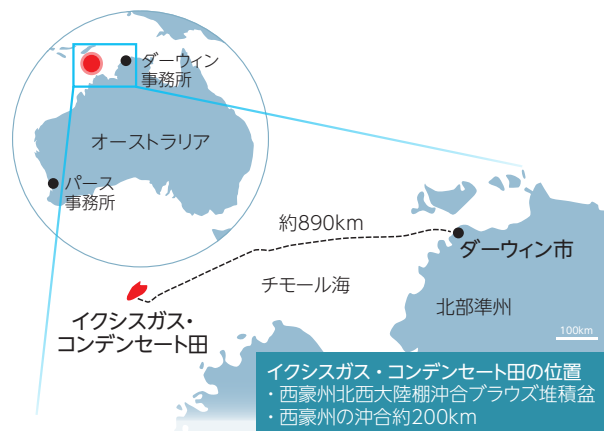 ダーウィン
事務所
オーストラリア
パース
事務所
約890km
ダーウィン市
チモール海
イクシスガス・
コンデンセート田
北部準州
100km
イクシスガス・コンデンセート田の位置
・西豪州北西大陸棚沖合ブラウズ堆積盆
・西豪州の沖合約200km